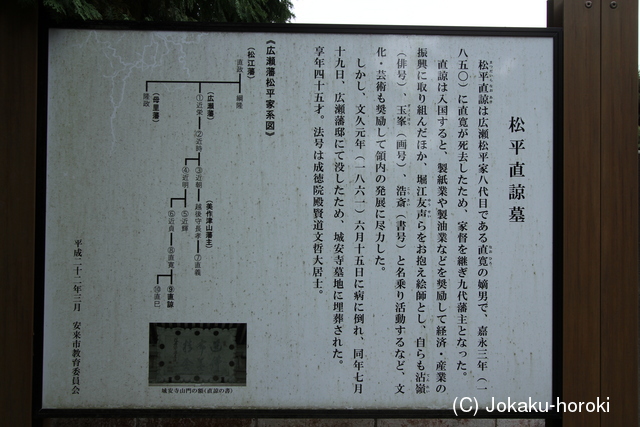 松平直諒墓
松平直諒は広瀬松平家八代目である直寛の嫡男で、嘉永三年（一
八五〇）に直寛が死去したため、家督を継ぎ九代藩主となった。
直諒は入国すると、製紙業や製油業などを奨励して経済・産業の
振興に取り組んだほか、堀江友声らをお抱え絵師とし、自らも沾嶺
（俳号）、玉峯（画号）、浩斎（書号）と名乗り活動するなど、文
化・芸術も奨励して領内の発展に尽力した。
しかし、文久元年（一八六一）六月十五日に病に倒れ、同年七月
十九日、広瀬藩邸にて没したため、城安寺墓地に埋葬された。
享年四十五才。法号は成徳院殿賢道文哲大居士。
《広瀬藩松平家系図》
（松江藩）
直政
綱隆
（広瀬藩）
①近栄
②近時
③近朝
④近明
（美作津山藩主）
越後守長孝
⑦直義
⑤近輝
⑥近貞
⑧直寛
⑨直諒
⑩直巳
（母里藩）
隆政
城安寺山門の額（直諒の書）
平成二十二年三月　安来市教育委員会
(C) Jokaku-horoki